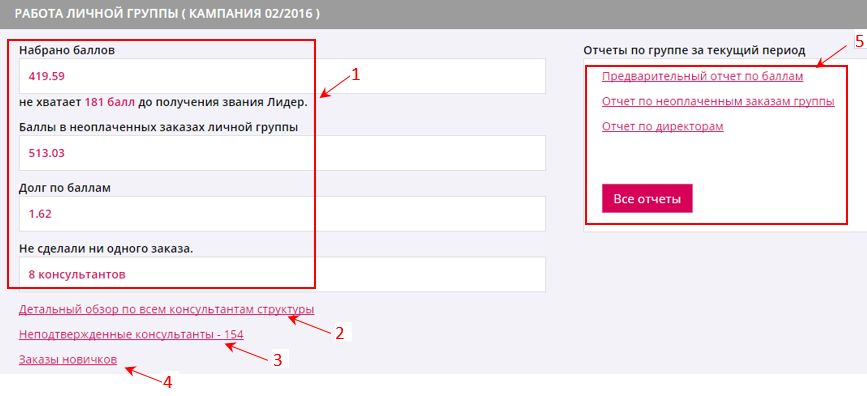 РАБОТА ЛИЧНОЙ ГРУППЫ ( КАМПАНИЯ 02/2016 )
Набрано баллов
419.59
не хватает 181 балл до получения звания Лидер.
Баллы в неоплаченных заказах личной группы
513.03
Долг по баллам
1.62
Не сделали ни одного заказа.
8 консультантов
1
Детальный обзор по всем консультантам структуры
2
Неподтвержденные консультанты - 154
3
Заказы новичков
4
Отчеты по группе за текущий период
5
Предварительный отчет по баллам
Отчет по неоплаченным заказам группы
Отчет по директорам
Все отчеты